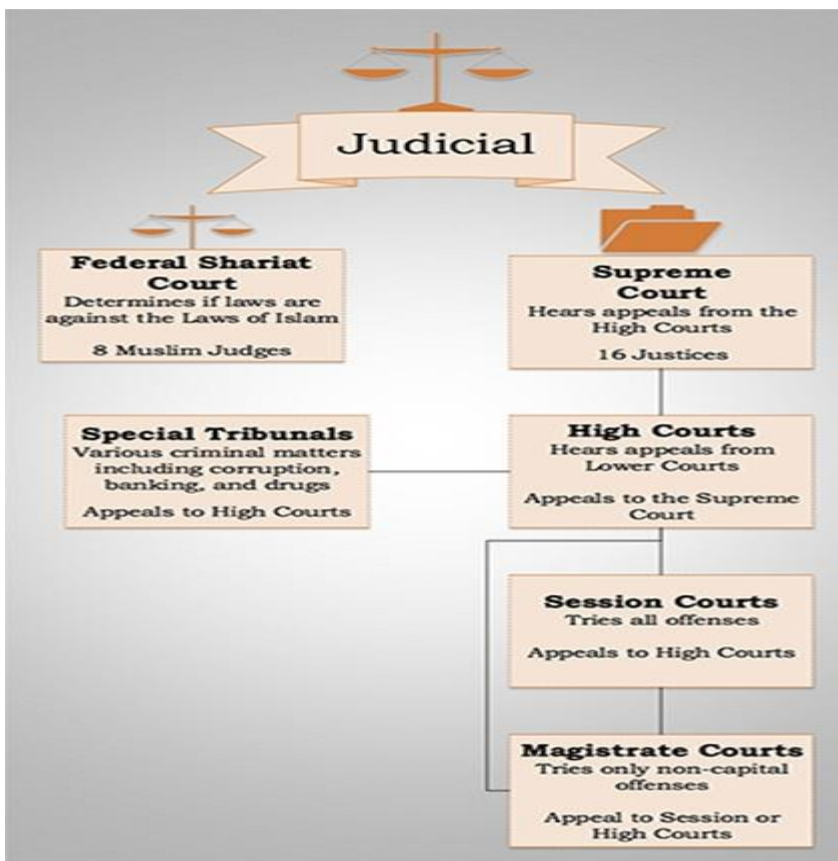 Judicial
Federal Shariat
Court
Determines if laws are
against the Laws of Islam
8 Muslim Judges
Supreme
Court
Hears appeals from the
High Courts
16 Justices
Special Tribunals
Various criminal matters
including corruption,
banking, and drugs
Appeals to High Courts
High Courts
Hears appeals from
Lower Courts
Appeals to the Supreme
Court
Session Courts
Tries all offenses
Appeals to High Courts
Magistrate Courts
Tries only non-capital
offenses
Appeal to Session or
High Courts